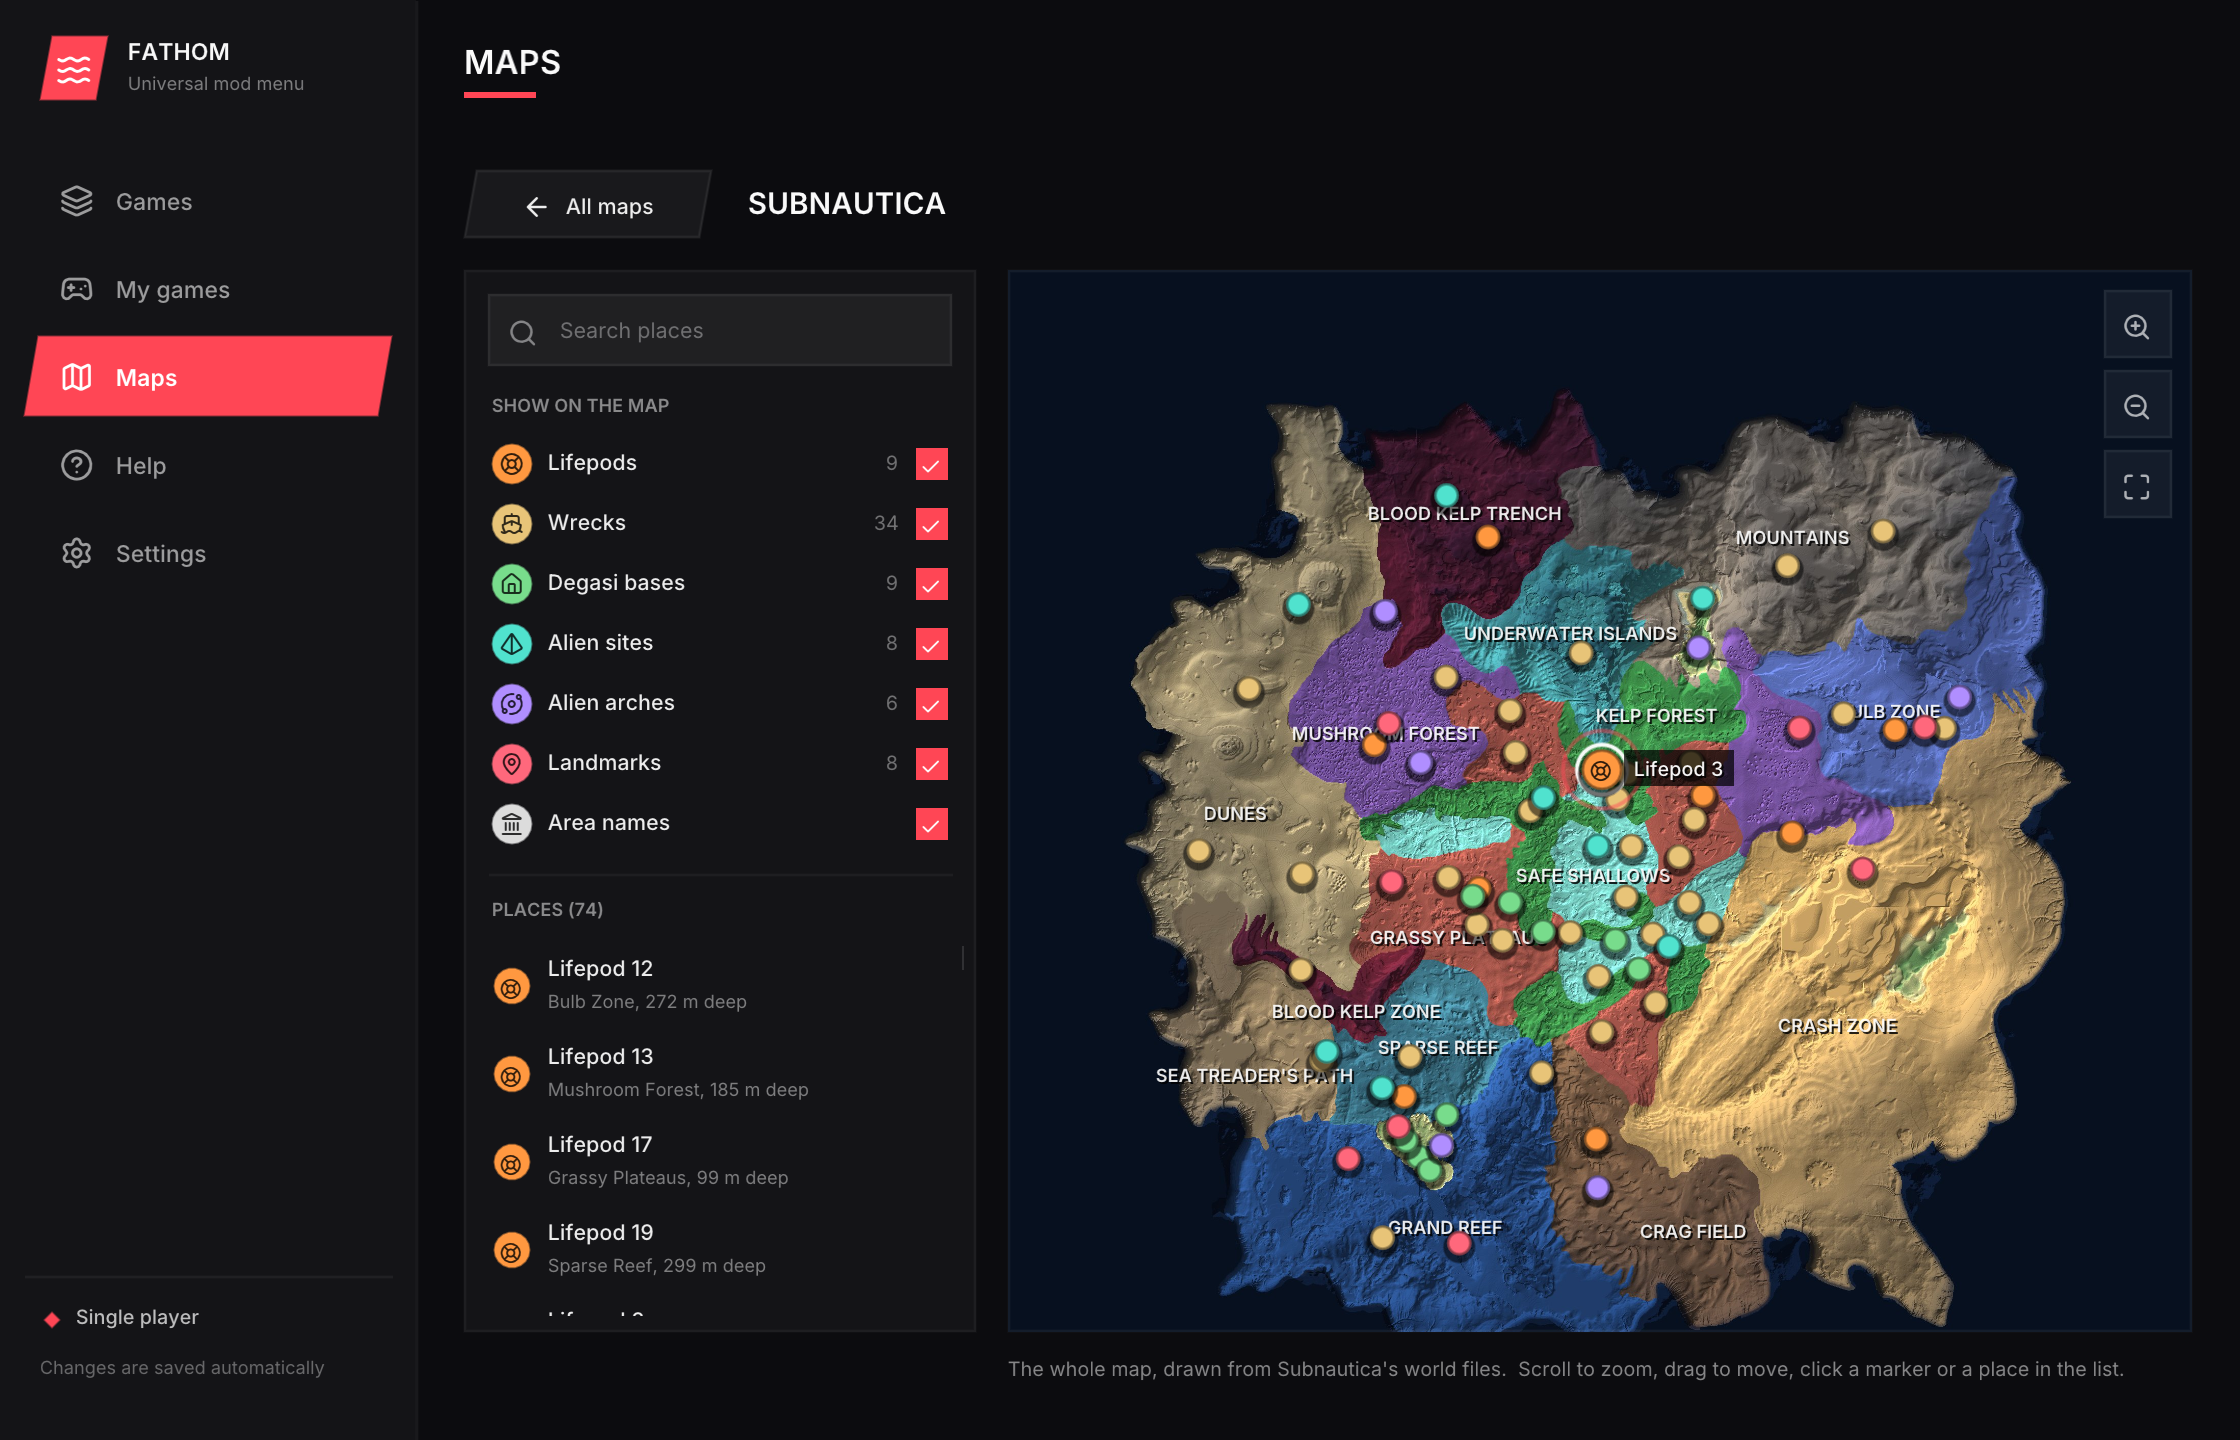 FATHOM
Universal mod menu
Games
My games
Maps
Help
Settings
Single player
Changes are saved automatically
MAPS
All maps
SUBNAUTICA
Search places
SHOW ON THE MAP
Lifepods 9
Wrecks 34
Degasi bases 9
Alien sites 8
Alien arches 6
Landmarks 8
Area names
PLACES (74)
Lifepod 12
Bulb Zone, 272 m deep
Lifepod 13
Mushroom Forest, 185 m deep
Lifepod 17
Grassy Plateaus, 99 m deep
Lifepod 19
Sparse Reef, 299 m deep
BLOOD KELP TRENCH
MOUNTAINS
UNDERWATER ISLANDS
KELP FOREST
MUSHROOM FOREST
Lifepod 3
DUNES
SAFE SHALLOWS
BLOOD KELP ZONE
CRASH ZONE
SPARSE REEF
SEA TREADER'S PATH
GRAND REEF
CRAG FIELD
The whole map, drawn from Subnautica's world files. Scroll to zoom, drag to move, click a marker or a place in the list.